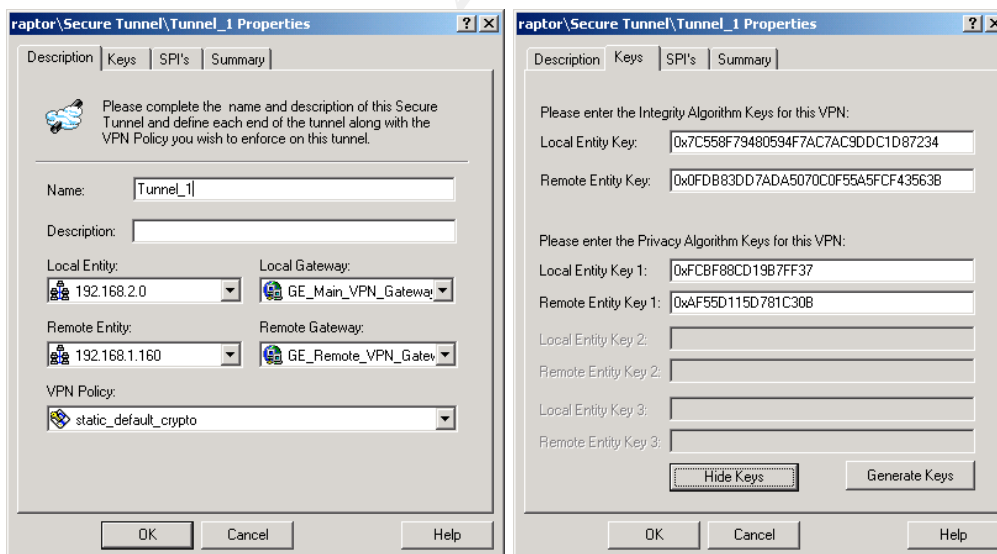 raptor\Secure Tunnel\Tunnel_1 Properties
Description Keys SPI's Summary
Please complete the name and description of this Secure
Tunnel and define each end of the tunnel along with the
VPN Policy you wish to enforce on this tunnel.
Name: Tunnel_1
Description:
Local Entity: Local Gateway:
192.168.2.0 GE_Main_VPN_Gateway
Remote Entity: Remote Gateway:
192.168.1.160 GE_Remote_VPN_Gatew
VPN Policy:
static_default_crypto
OK Cancel Help
raptor\Secure Tunnel\Tunnel_1 Properties
Description Keys SPI's Summary
Please enter the Integrity Algorithm Keys for this VPN:
Local Entity Key: 0x7C558F79480594F7AC7AC9DDC1D87234
Remote Entity Key: 0x0FDB83DD7ADA5070C0F55A5FCF43563B
Please enter the Privacy Algorithm Keys for this VPN:
Local Entity Key 1: 0xFCBF88CD19B7FF37
Remote Entity Key 1: 0xAF55D115D781C30B
Local Entity Key 2:
Remote Entity Key 2:
Local Entity Key 3:
Remote Entity Key 3:
Hide Keys Generate Keys
OK Cancel Help